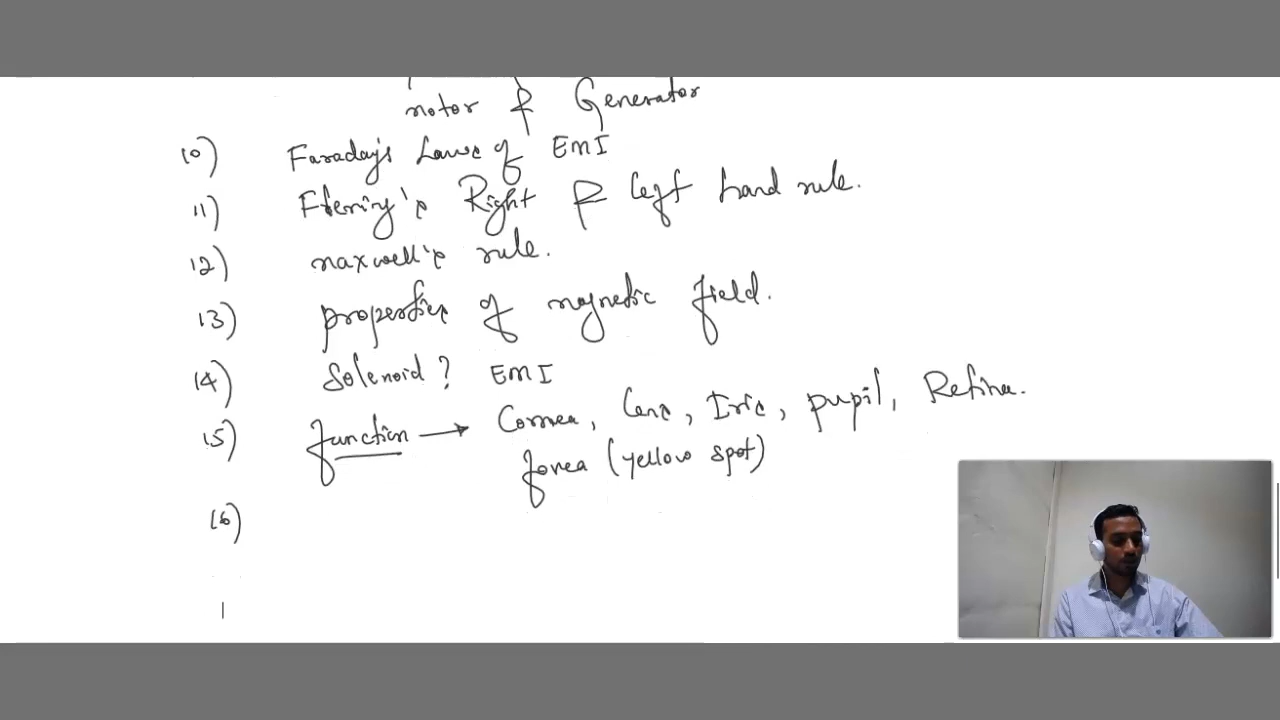 motor & Generator
10) Faraday's Laws of EMI
11) Fleming's Right & left hand rule.
12) maxwell's rule.
13) properties of magnetic field.
14) Solenoid? EMI
15) function → Cornea, Lens, Iris, pupil, Retina.
fovea (yellow spot)
16)